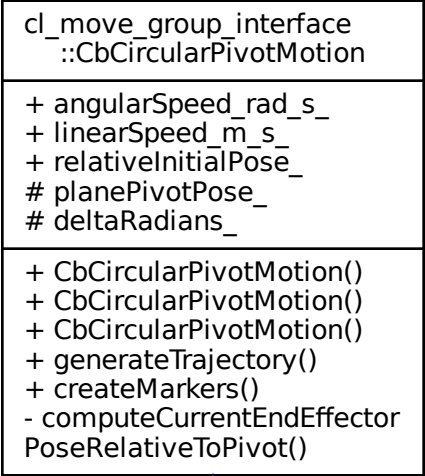 cl_move_group_interface
::CbCircularPivotMotion
+ angularSpeed_rad_s_
+ linearSpeed_m_s_
+ relativeInitialPose_
# planePivotPose_
# deltaRadians_
+ CbCircularPivotMotion()
+ CbCircularPivotMotion()
+ CbCircularPivotMotion()
+ generateTrajectory()
+ createMarkers()
- computeCurrentEndEffector
PoseRelativeToPivot()